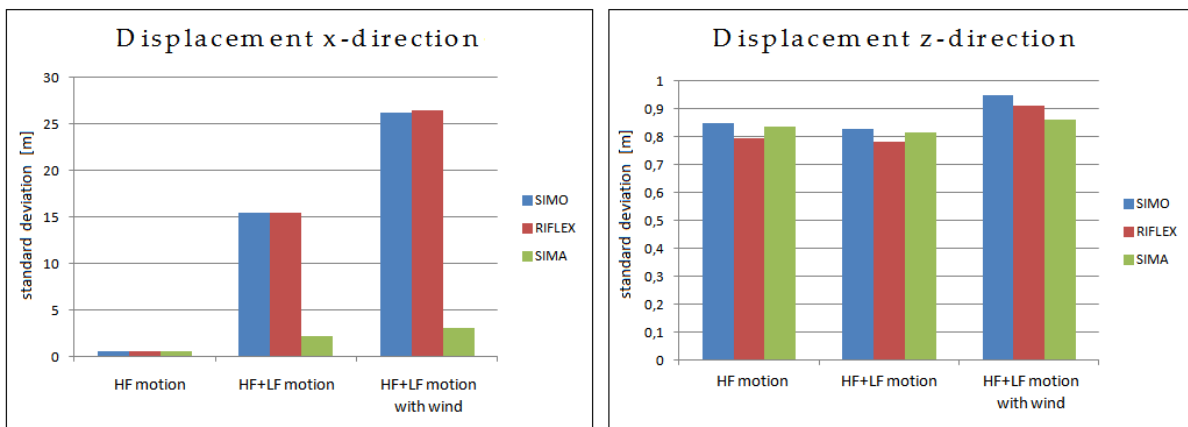 Displacement x-direction
standard deviation [m]
30
25
20
15
10
5
0
HF motion
HF+LF motion
HF+LF motion
with wind
SIMO
RIFLEX
SIMA
Displacement z-direction
standard deviation [m]
1
0,9
0,8
0,7
0,6
0,5
0,4
0,3
0,2
0,1
0
HF motion
HF+LF motion
HF+LF motion
with wind
SIMO
RIFLEX
SIMA